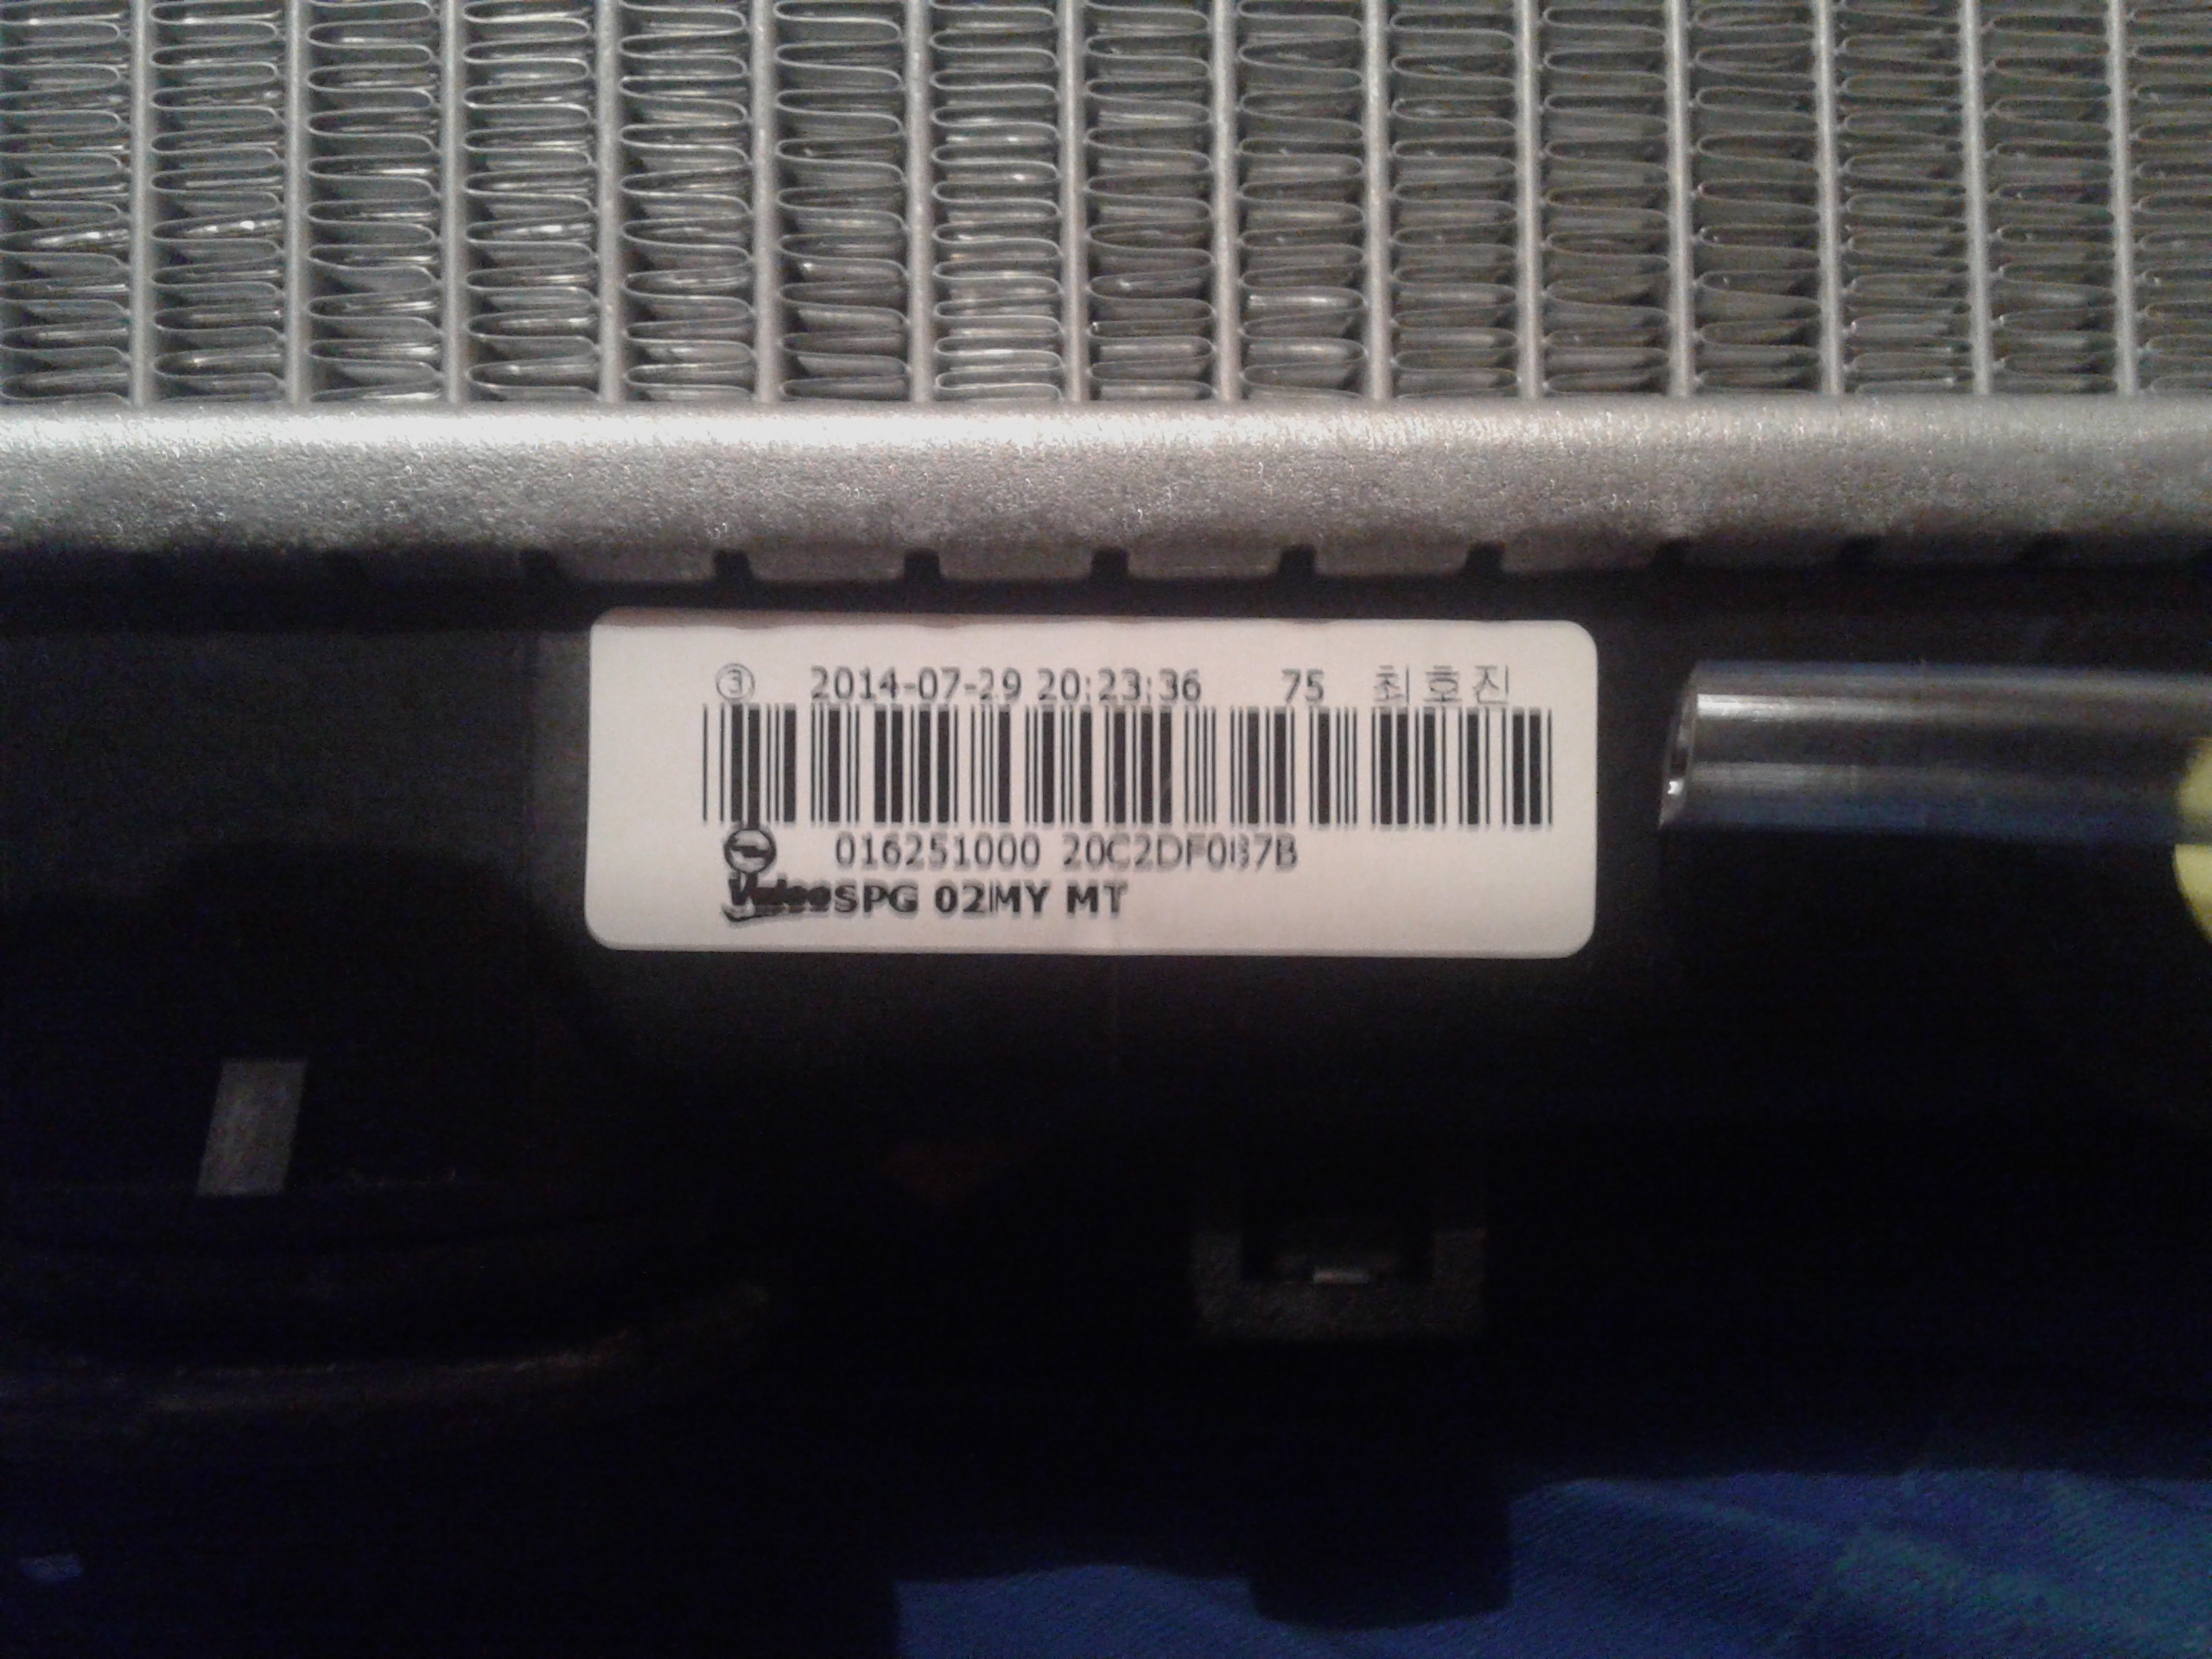 ③ 2014-07-29 20:23:36 75 최호진
016251000 20C2DF0B7B
Valeo SPG 02MY MT